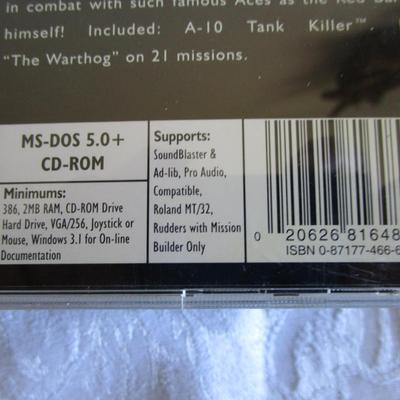 in combat with such famous Aces as the Red
himself! Included: A-10 Tank Killer™
"The Warthog" on 21 missions.
MS-DOS 5.0+
CD-ROM
Minimums:
386, 2MB RAM, CD-ROM Drive
Hard Drive, VGA/256, Joystick or
Mouse, Windows 3.1 for On-line
Documentation
Supports:
SoundBlaster &
Ad-lib, Pro Audio,
Compatible,
Roland MT/32,
Rudders with Mission
Builder Only
0 20626 81648
ISBN 0-87177-466-